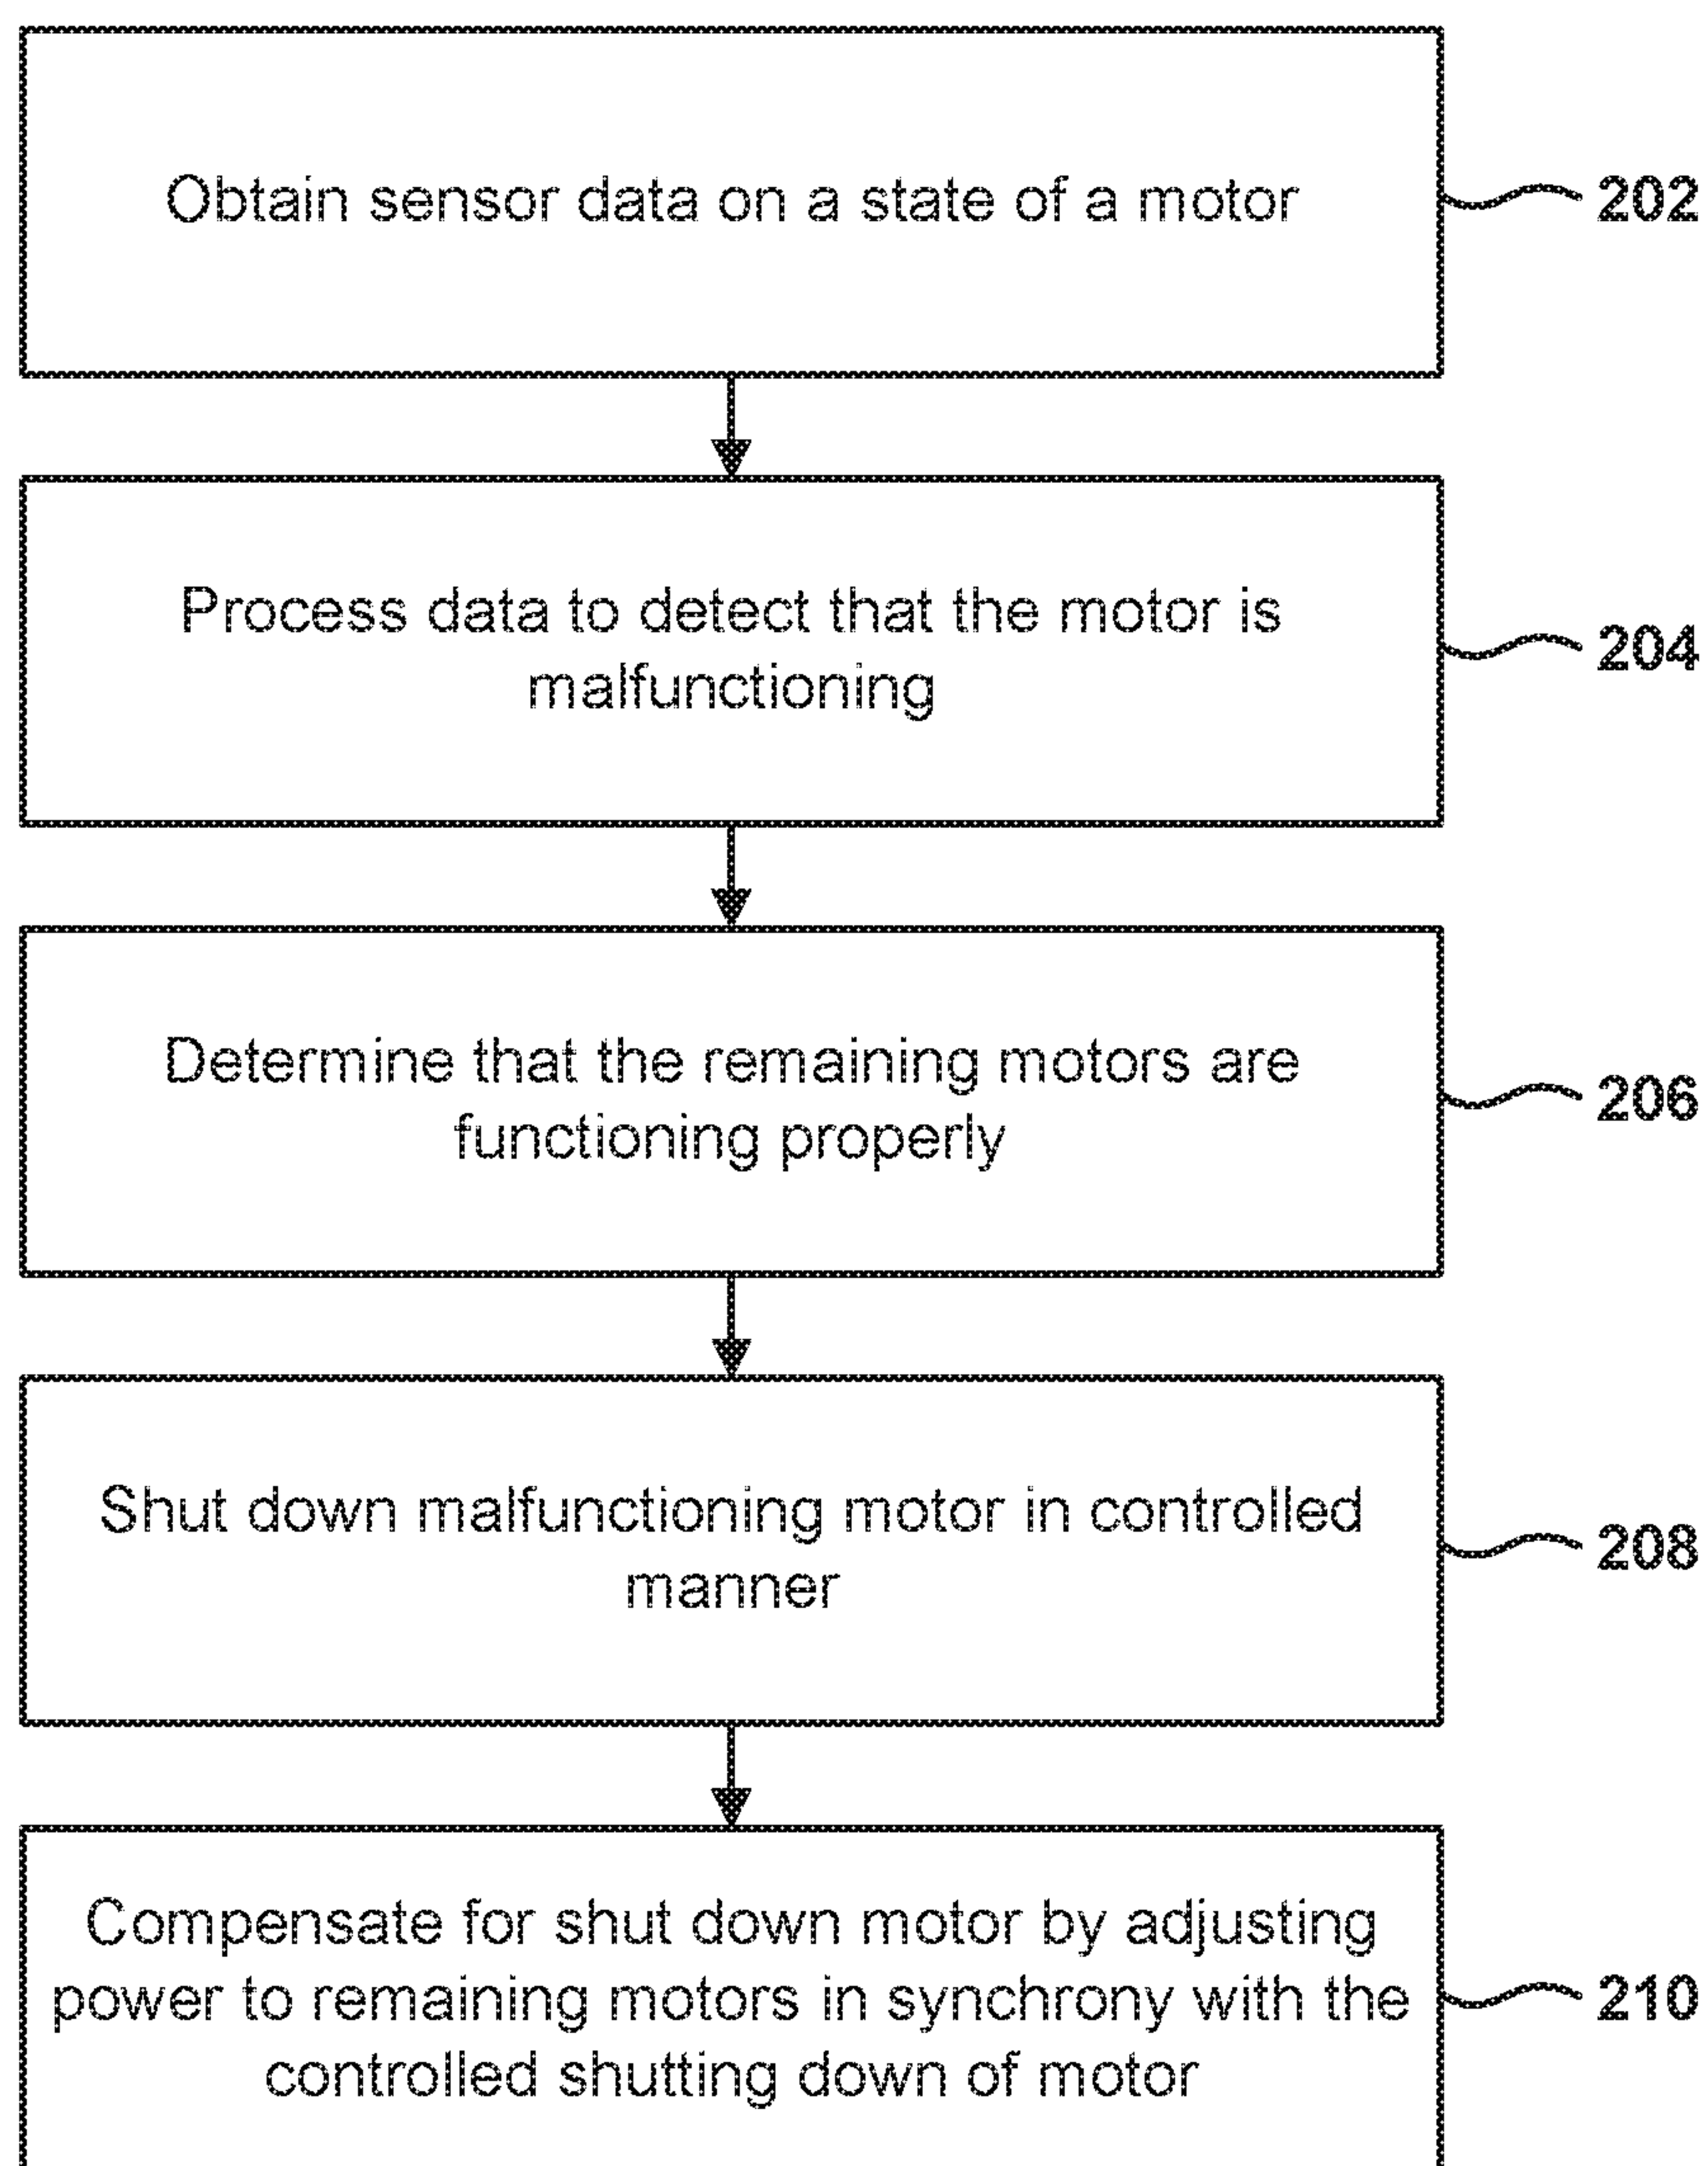 Obtain sensor data on a state of a motor
202
Process data to detect that the motor is
malfunctioning
204
Determine that the remaining motors are
functioning properly
206
Shut down malfunctioning motor in controlled
manner
208
Compensate for shut down motor by adjusting
power to remaining motors in synchrony with the
controlled shutting down of motor
210